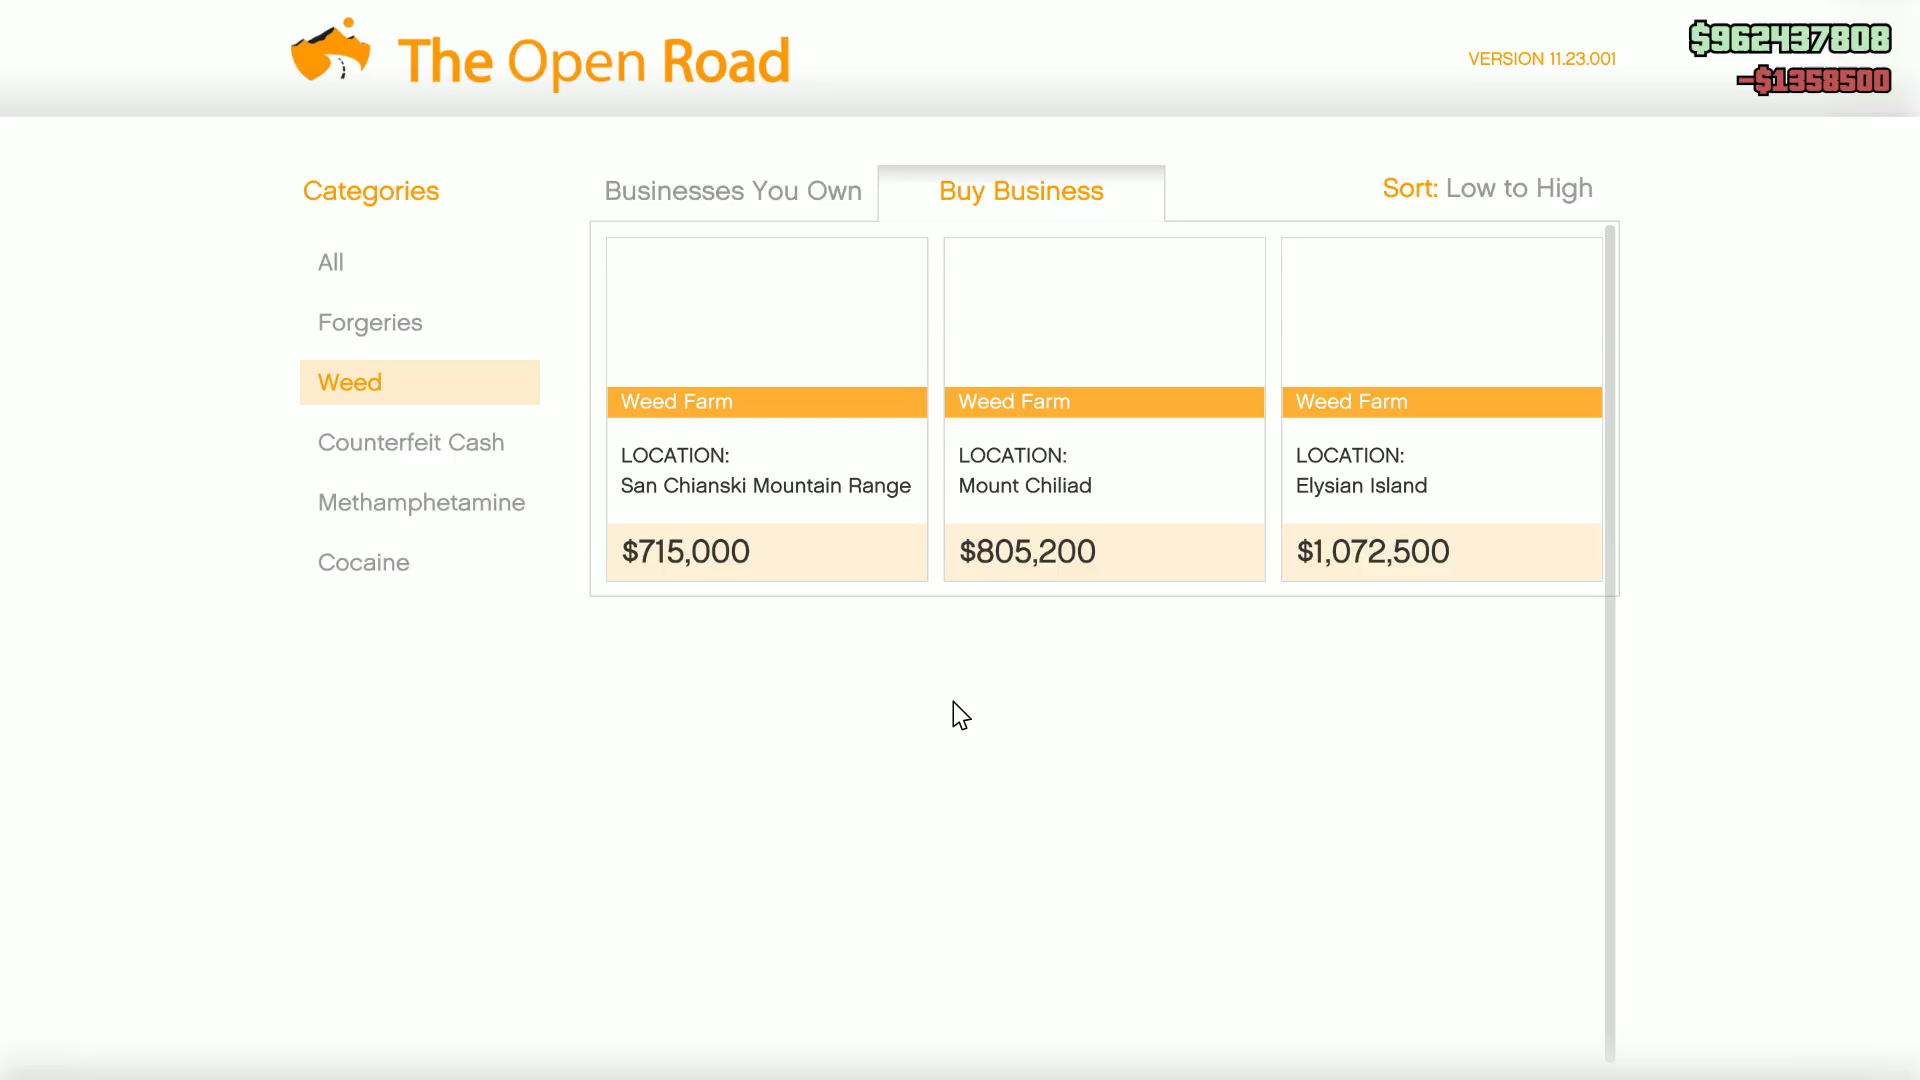 The Open Road
VERSION 11.23.001
$962437808
-$1358500
Categories
Businesses You Own
Buy Business
Sort: Low to High
All
Forgeries
Weed
Counterfeit Cash
Methamphetamine
Cocaine
Weed Farm
LOCATION:
San Chianski Mountain Range
$715,000
Weed Farm
LOCATION:
Mount Chiliad
$805,200
Weed Farm
LOCATION:
Elysian Island
$1,072,500